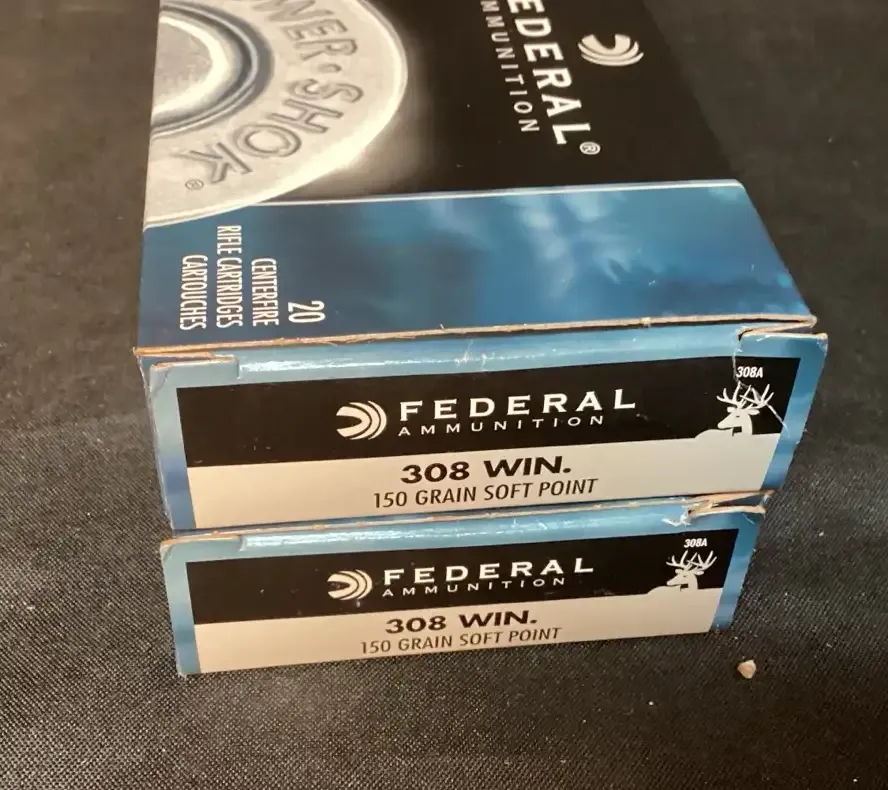 POWER·SHOK®
FEDERAL®
AMMUNITION
20
CENTERFIRE
RIFLE CARTRIDGES
CARTOUCHES
308A
FEDERAL
AMMUNITION
308 WIN.
150 GRAIN SOFT POINT
308A
FEDERAL
AMMUNITION
308 WIN.
150 GRAIN SOFT POINT